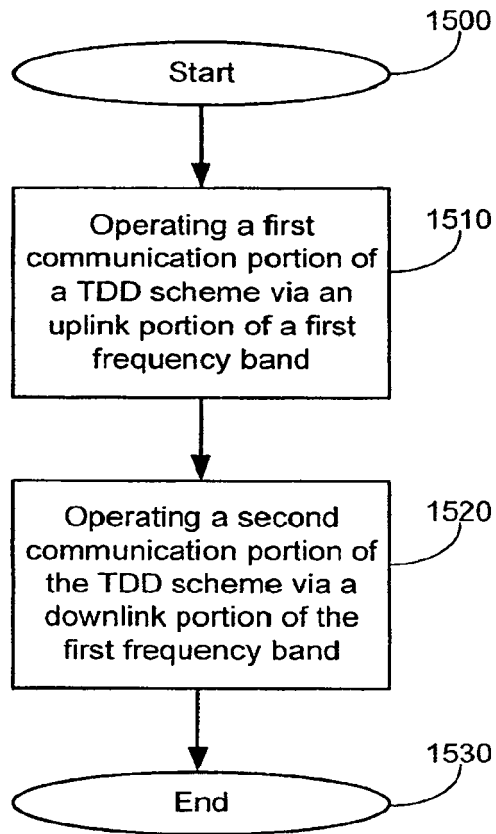 1500
Start
1510
Operating a first
communication portion of
a TDD scheme via an
uplink portion of a first
frequency band
1520
Operating a second
communication portion of
the TDD scheme via a
downlink portion of the
first frequency band
1530
End